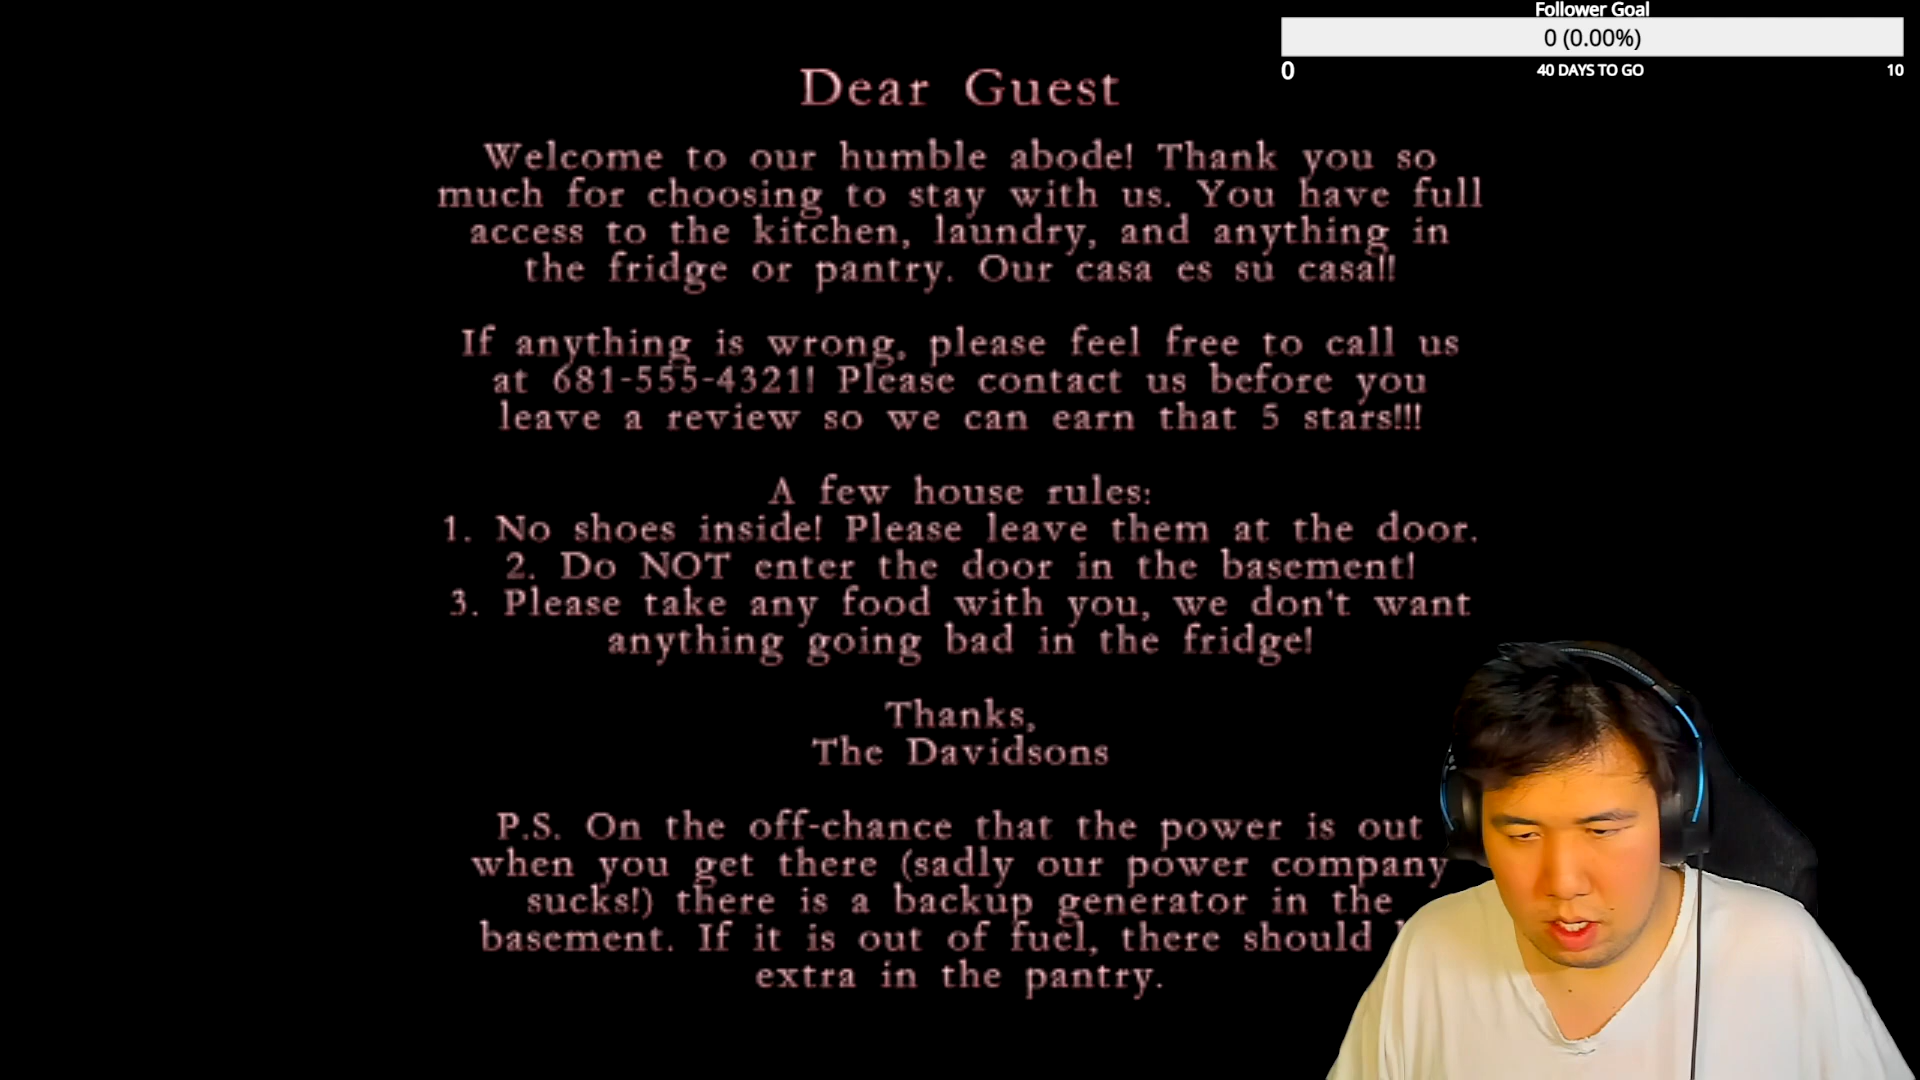 Follower Goal
0 (0.00%)
0
40 DAYS TO GO
10
Dear Guest
Welcome to our humble abode! Thank you so
much for choosing to stay with us. You have full
access to the kitchen, laundry, and anything in
the fridge or pantry. Our casa es su casa!!
If anything is wrong, please feel free to call us
at 681-555-4321! Please contact us before you
leave a review so we can earn that 5 stars!!!
A few house rules:
1. No shoes inside! Please leave them at the door.
2. Do NOT enter the door in the basement!
3. Please take any food with you, we don't want
anything going bad in the fridge!
Thanks,
The Davidsons
P.S. On the off-chance that the power is out
when you get there (sadly our power company
sucks!) there is a backup generator in the
basement. If it is out of fuel, there should
extra in the pantry.